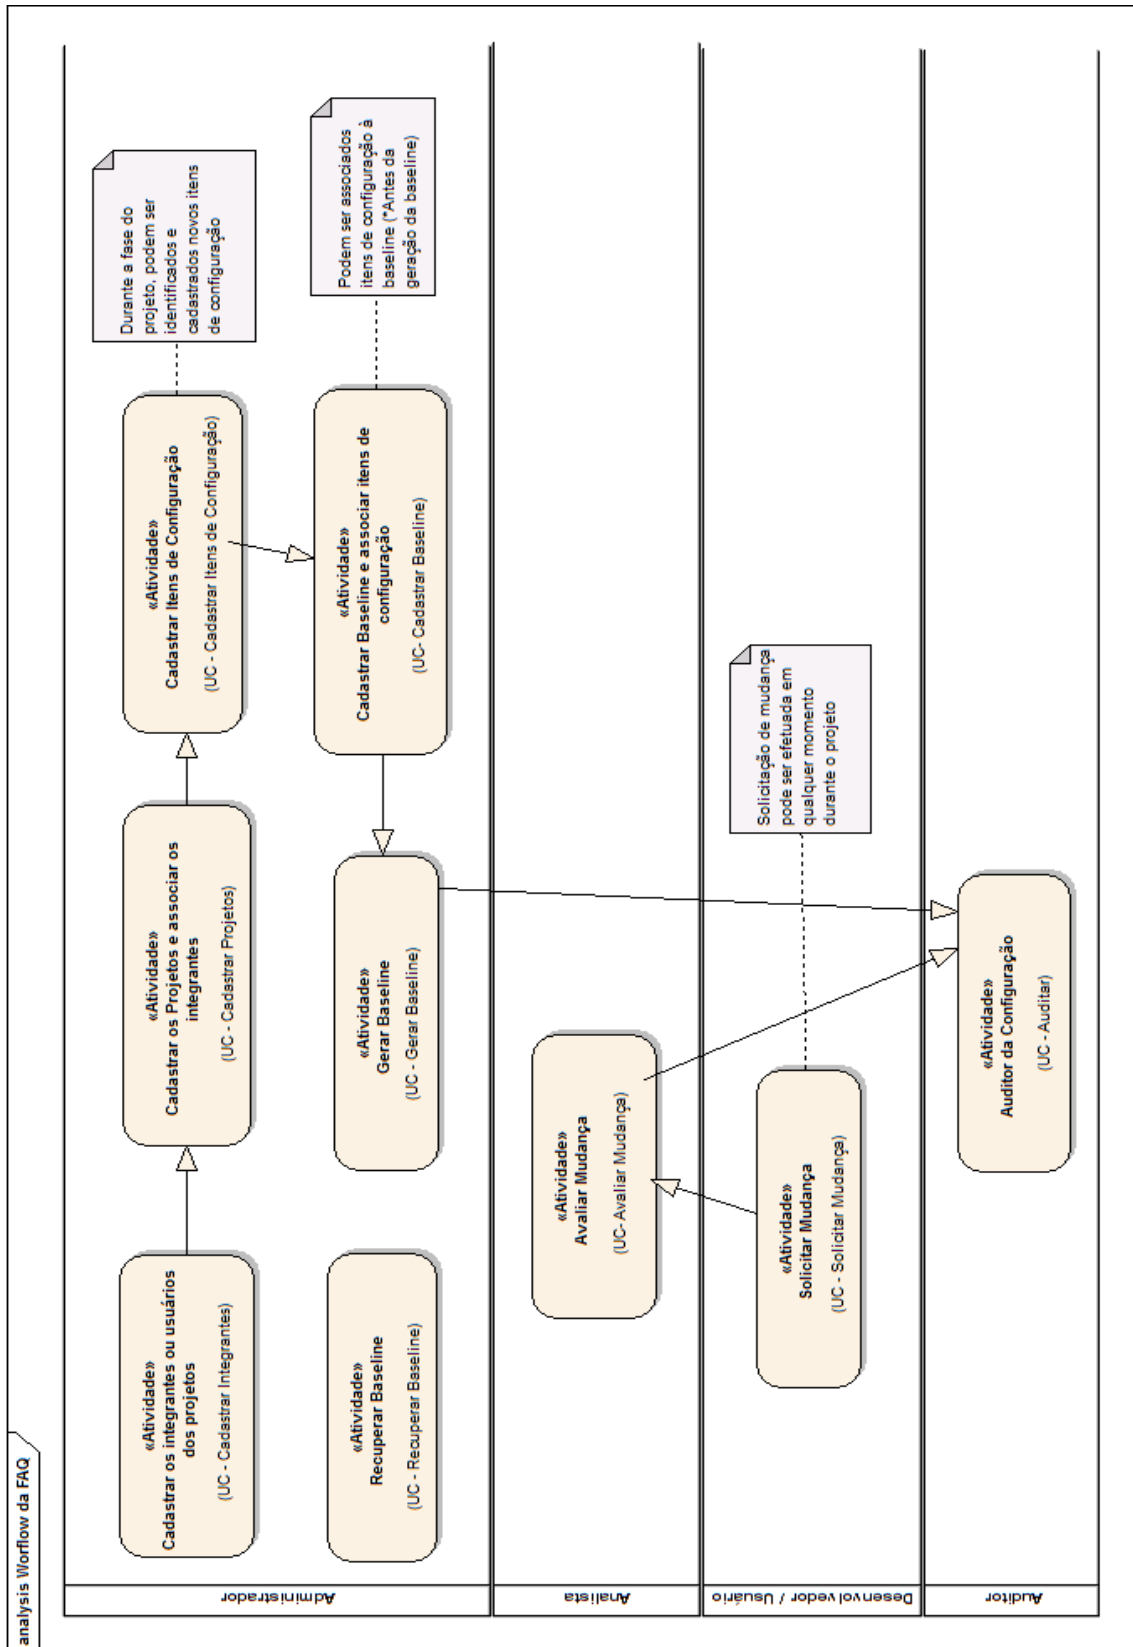 analysis Worflow da FAQ
Administrador
«Atividade»
Cadastrar os integrantes ou usuários
dos projetos
(UC - Cadastrar Integrantes)
«Atividade»
Cadastrar os Projetos e associar os
integrantes
(UC - Cadastrar Projetos)
«Atividade»
Cadastrar Itens de Configuração
(UC - Cadastrar Itens de Configuração)
Durante a fase do
projeto, podem ser
identificados e
cadastrados novos itens
de configuração
«Atividade»
Recuperar Baseline
(UC - Recuperar Baseline)
«Atividade»
Gerar Baseline
(UC - Gerar Baseline)
«Atividade»
Cadastrar Baseline e associar itens de
configuração
(UC- Cadastrar Baseline)
Podem ser associados
itens de configuração à
baseline (*Antes da
geração da baseline)
Analista
«Atividade»
Avaliar Mudança
(UC- Avaliar Mudança)
Desenvolvedor / Usuário
«Atividade»
Solicitar Mudança
(UC - Solicitar Mudança)
Solicitação de mudança
pode ser efetuada em
qualquer momento
durante o projeto
Auditor
«Atividade»
Auditor da Configuração
(UC - Auditar)